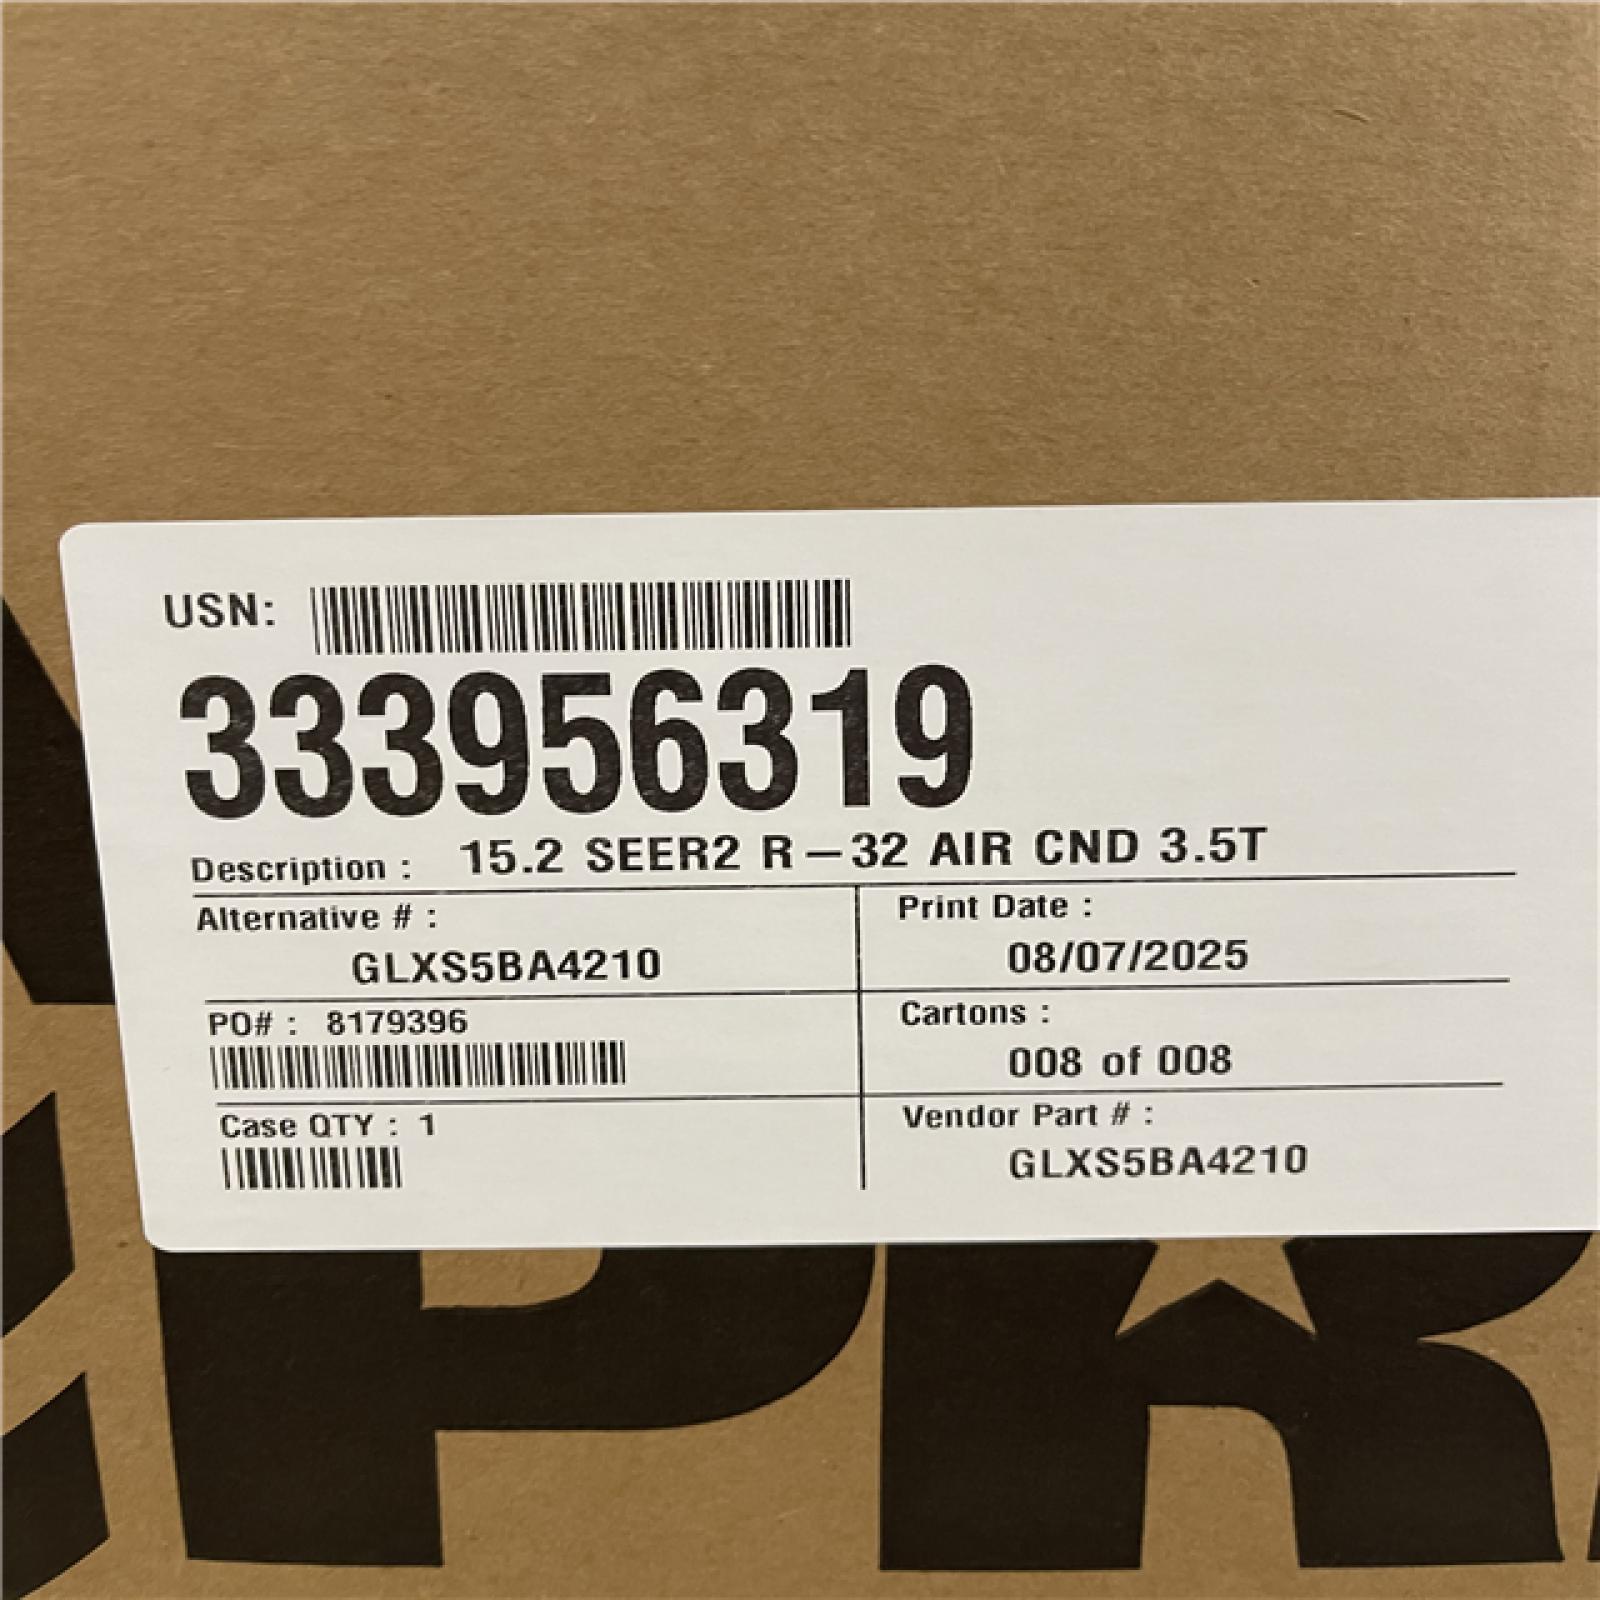 USN:
333956319
Description : 15.2 SEER2 R-32 AIR CND 3.5T
Alternative # :
GLXS5BA4210
Print Date :
08/07/2025
PO# : 8179396
Cartons :
008 of 008
Case QTY : 1
Vendor Part # :
GLXS5BA4210
PR